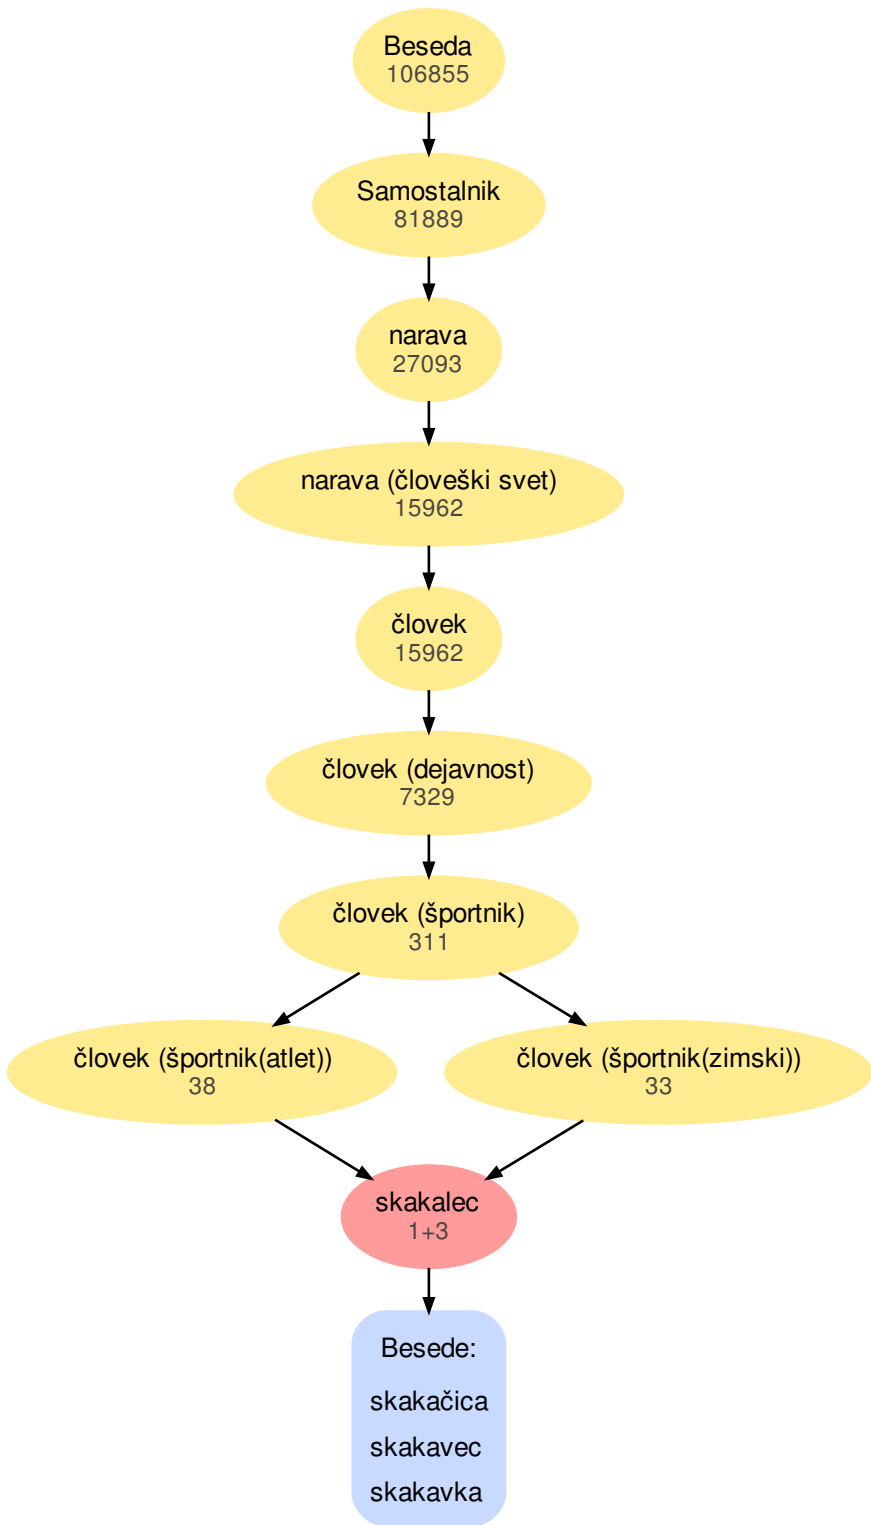 Beseda
106855
Samostalnik
81889
narava
27093
narava (človeški svet)
15962
človek
15962
človek (dejavnost)
7329
človek (športnik)
311
človek (športnik(atlet))
38
človek (športnik(zimski))
33
skakalec
1+3
Besede:
skakačica
skakavec
skakavka